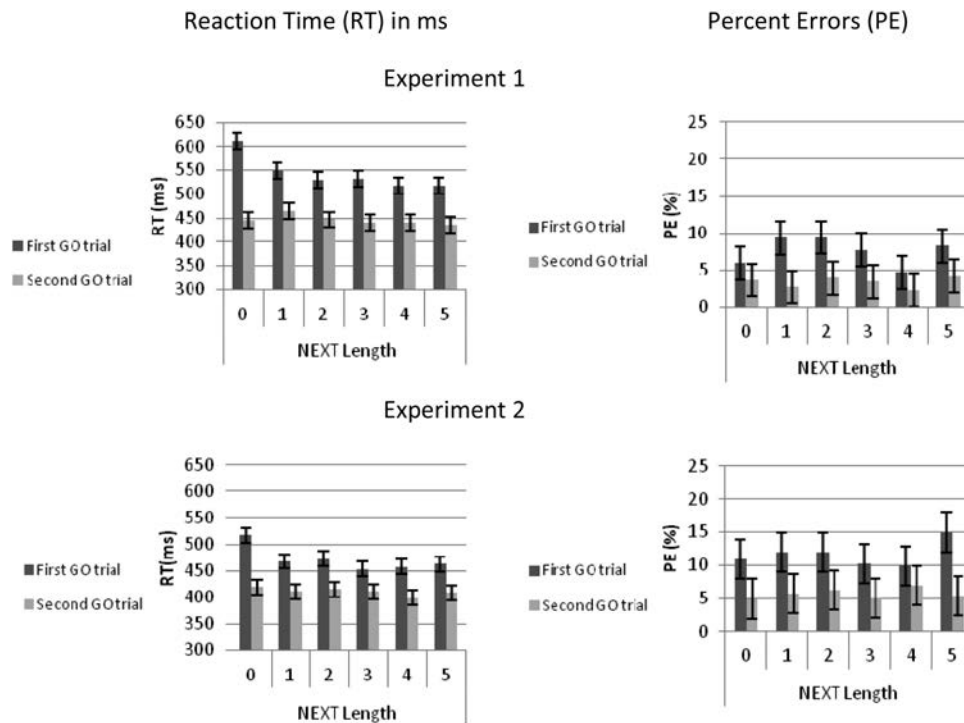 Reaction Time (RT) in ms
Percent Errors (PE)
Experiment 1
650
600
550
500
450
400
350
300
RT (ms)
First GO trial
Second GO trial
0 1 2 3 4 5
NEXT Length
25
20
15
10
5
0
PE (%)
First GO trial
Second GO trial
0 1 2 3 4 5
NEXT Length
Experiment 2
650
600
550
500
450
400
350
300
RT(ms)
First GO trial
Second GO trial
0 1 2 3 4 5
NEXT Length
25
20
15
10
5
0
PE (%)
First GO trial
Second GO trial
0 1 2 3 4 5
NEXT Length